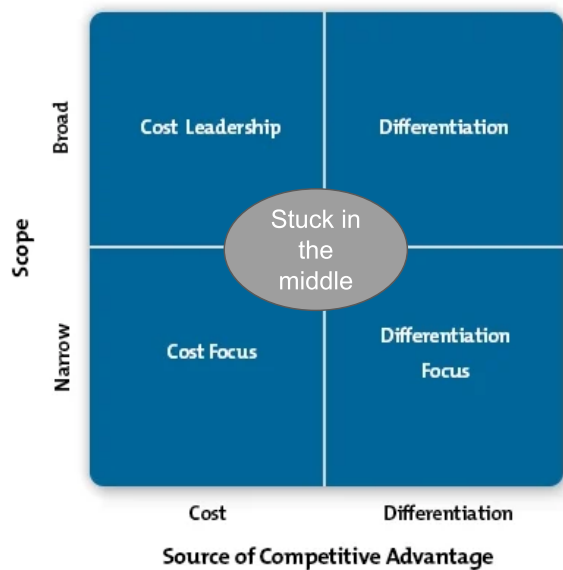 Broad
Cost Leadership
Differentiation
Stuck in
the
middle
Scope
Narrow
Cost Focus
Differentiation
Focus
Cost
Differentiation
Source of Competitive Advantage